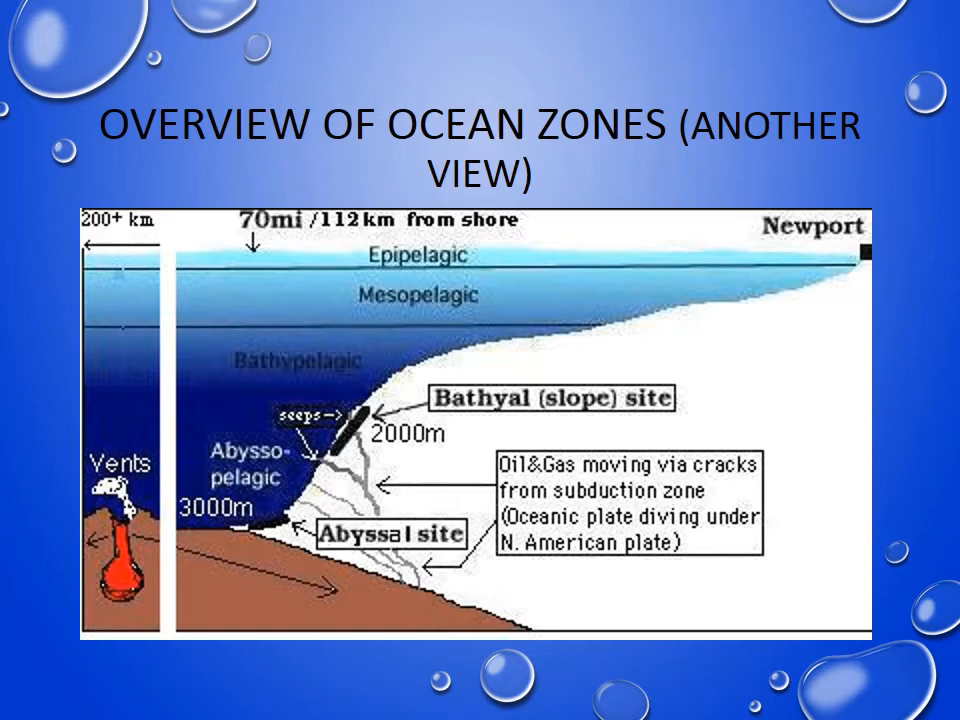 OVERVIEW OF OCEAN ZONES (ANOTHER
VIEW)
200+ km
70mi /112km from shore
Newport
Epipelagic
Mesopelagic
Bathypelagic
Bathyal (slope) site
seeps->
2000m
Abysso-
pelagic
Vents
3000m
Oil&Gas moving via cracks
from subduction zone
(Oceanic plate diving under
N. American plate)
Abyssal site